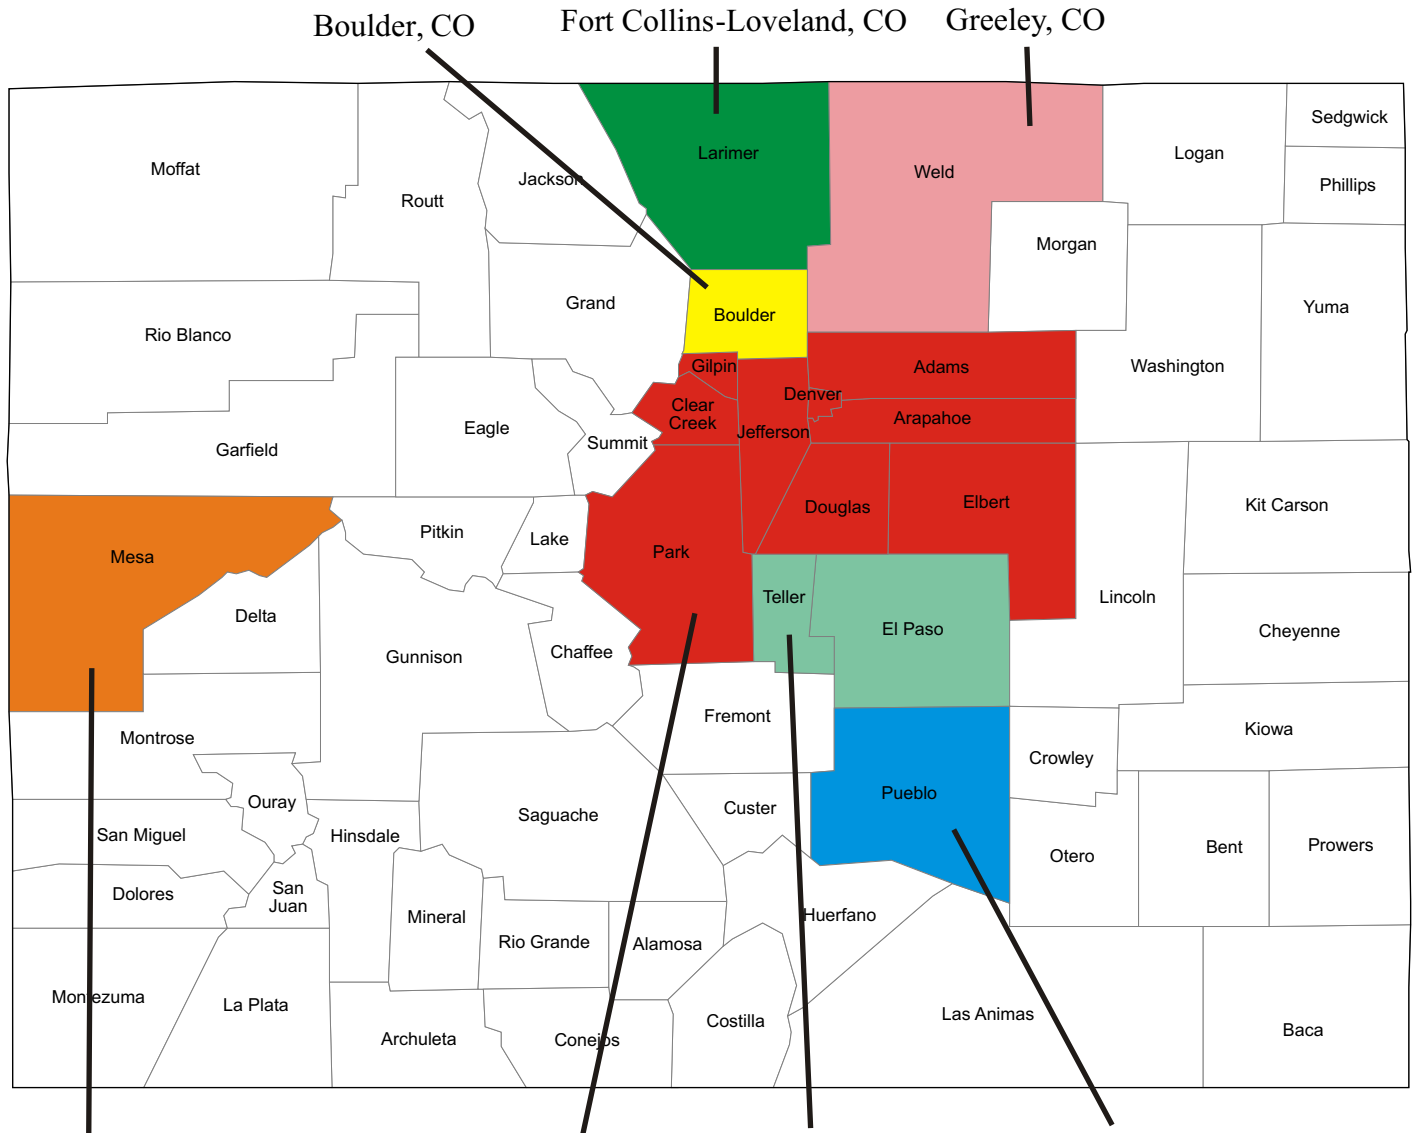 Boulder, CO
Fort Collins-Loveland, CO
Greeley, CO
Larimer
Weld
Logan
Sedgwick
Phillips
Moffat
Routt
Jackson
Morgan
Grand
Boulder
Yuma
Rio Blanco
Gilpin
Adams
Washington
Denver
Clear
Creek
Jefferson
Arapahoe
Eagle
Summit
Garfield
Douglas
Elbert
Kit Carson
Pitkin
Lake
Park
Mesa
Teller
Lincoln
El Paso
Cheyenne
Delta
Gunnison
Chaffee
Fremont
Kiowa
Montrose
Crowley
Pueblo
Ouray
Custer
Saguache
San Miguel
Hinsdale
Otero
Bent
Prowers
Dolores
San
Juan
Mineral
Huerfano
Rio Grande
Alamosa
Montezuma
La Plata
Costilla
Las Animas
Archuleta
Conejos
Baca